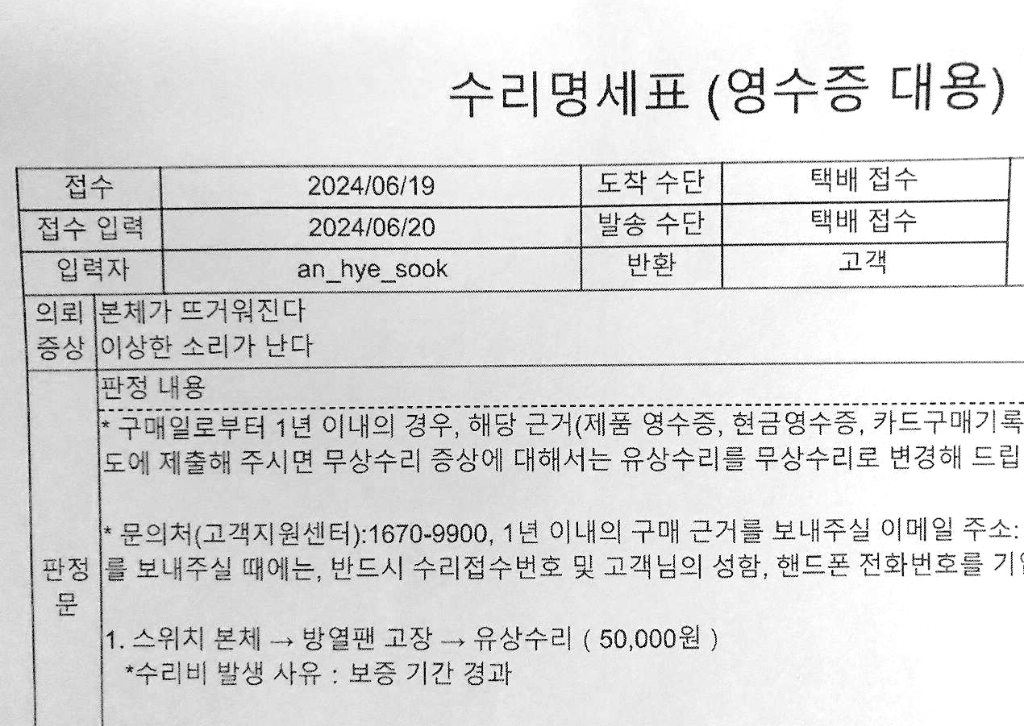 수리명세표 (영수증 대용)
접수 2024/06/19 도착 수단 택배 접수
접수 입력 2024/06/20 발송 수단 택배 접수
입력자 an_hye_sook 반환 고객
의뢰 본체가 뜨거워진다
증상 이상한 소리가 난다
판정 내용
* 구매일로부터 1년 이내의 경우, 해당 근거(제품 영수증, 현금영수증, 카드구매기록
도에 제출해 주시면 무상수리 증상에 대해서는 유상수리를 무상수리로 변경해 드립
* 문의처(고객지원센터):1670-9900, 1년 이내의 구매 근거를 보내주실 이메일 주소:
판정 를 보내주실 때에는, 반드시 수리접수번호 및 고객님의 성함, 핸드폰 전화번호를
문
1. 스위치 본체 → 방열팬 고장 → 유상수리 ( 50,000원 )
*수리비 발생 사유 : 보증 기간 경과